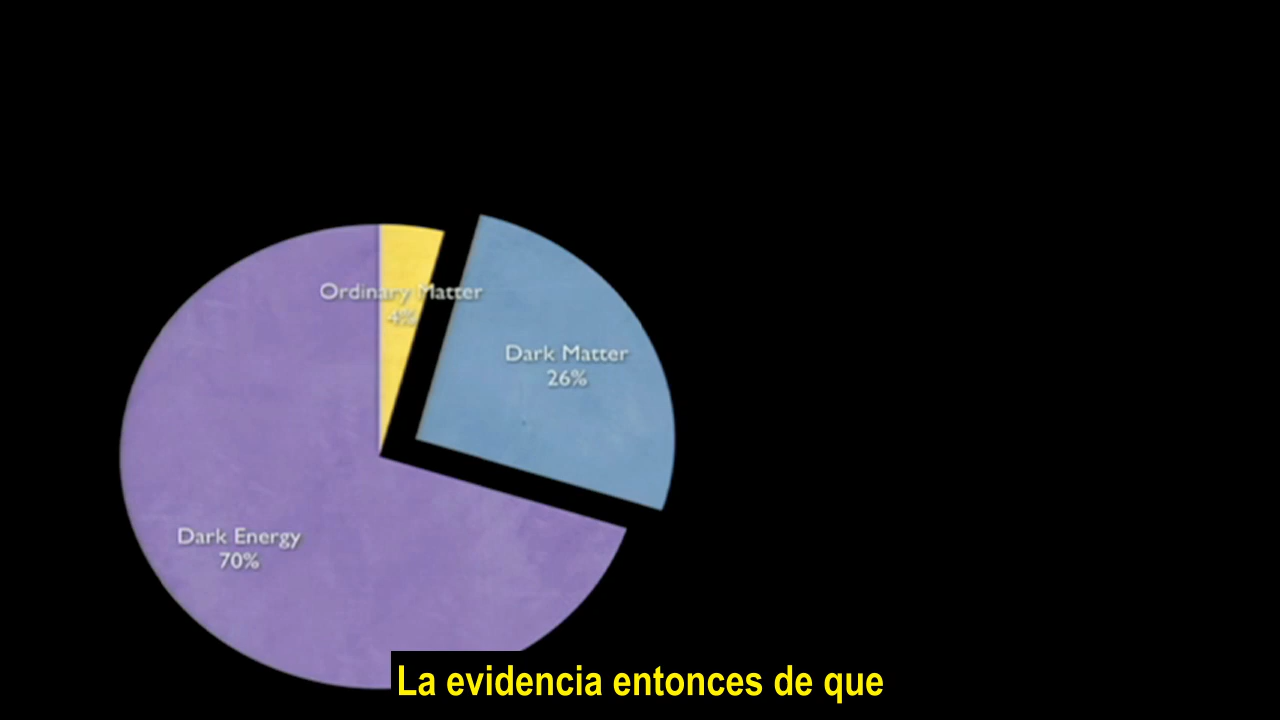 Ordinary Matter
4%
Dark Matter
26%
Dark Energy
70%
La evidencia entonces de que